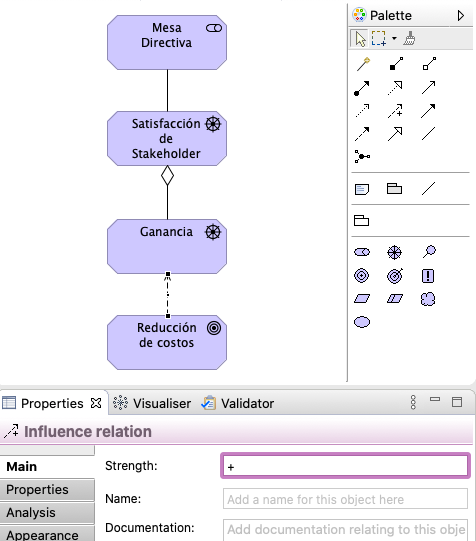 Mesa
Directiva
Satisfacción
de
Stakeholder
Ganancia
Reducción
de costos
Palette
Properties
Visualiser
Validator
Influence relation
Main
Properties
Analysis
Appearance
Strength:
+
Name:
Add a name for this object here
Documentation:
Add documentation relating to this obje